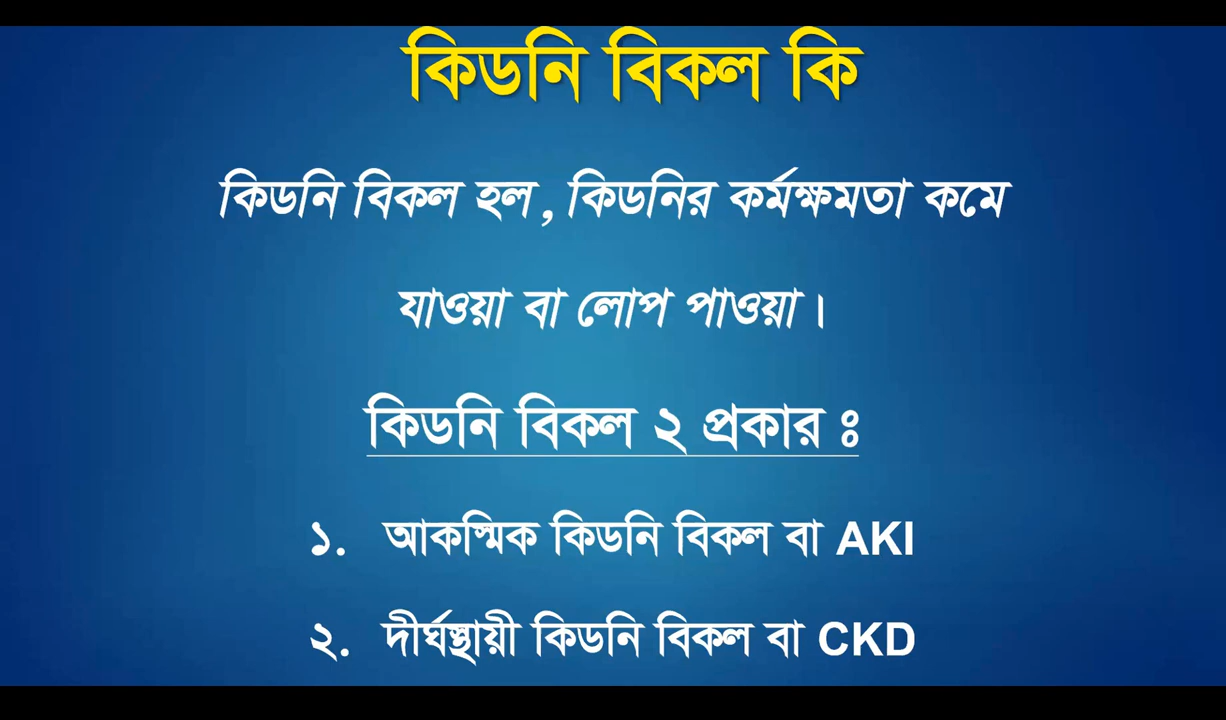 কিডনি বিকল কি
কিডনি বিকল হল, কিডনির কর্মক্ষমতা কমে
যাওয়া বা লোপ পাওয়া।
কিডনি বিকল ২ প্রকার ঃ
১. আকস্মিক কিডনি বিকল বা AKI
২. দীর্ঘস্থায়ী কিডনি বিকল বা CKD